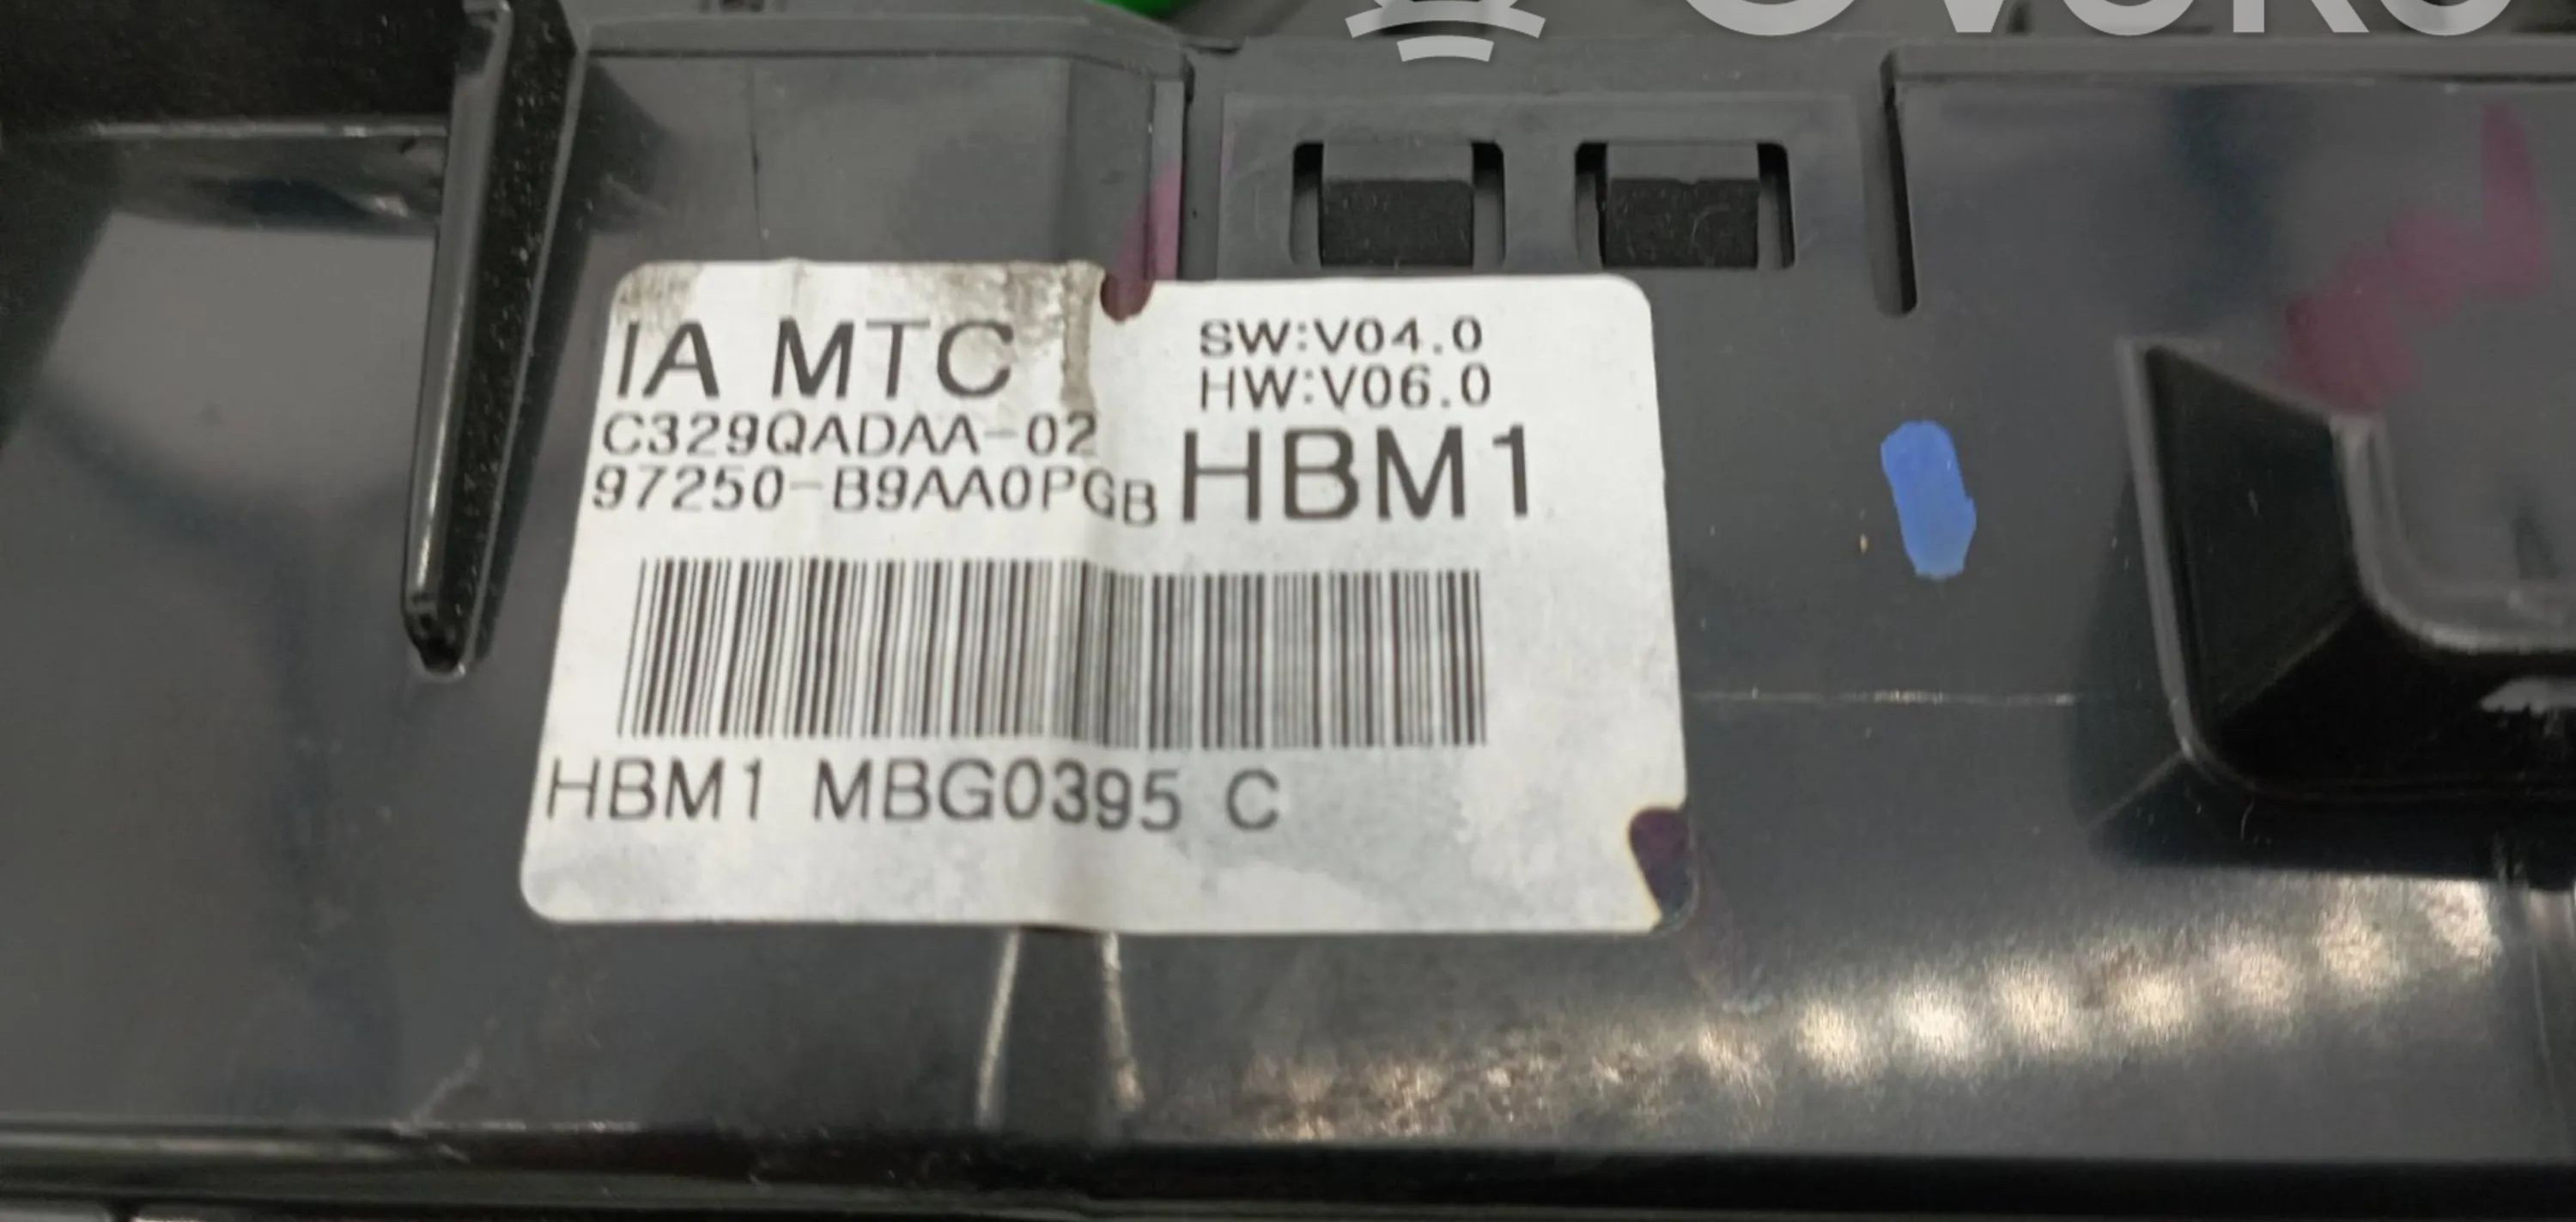 IA MTC
SW:V04.0
HW:V06.0
C329QADAA-02
97250-B9AA0PGB
HBM1
HBM1 MBG0395 C